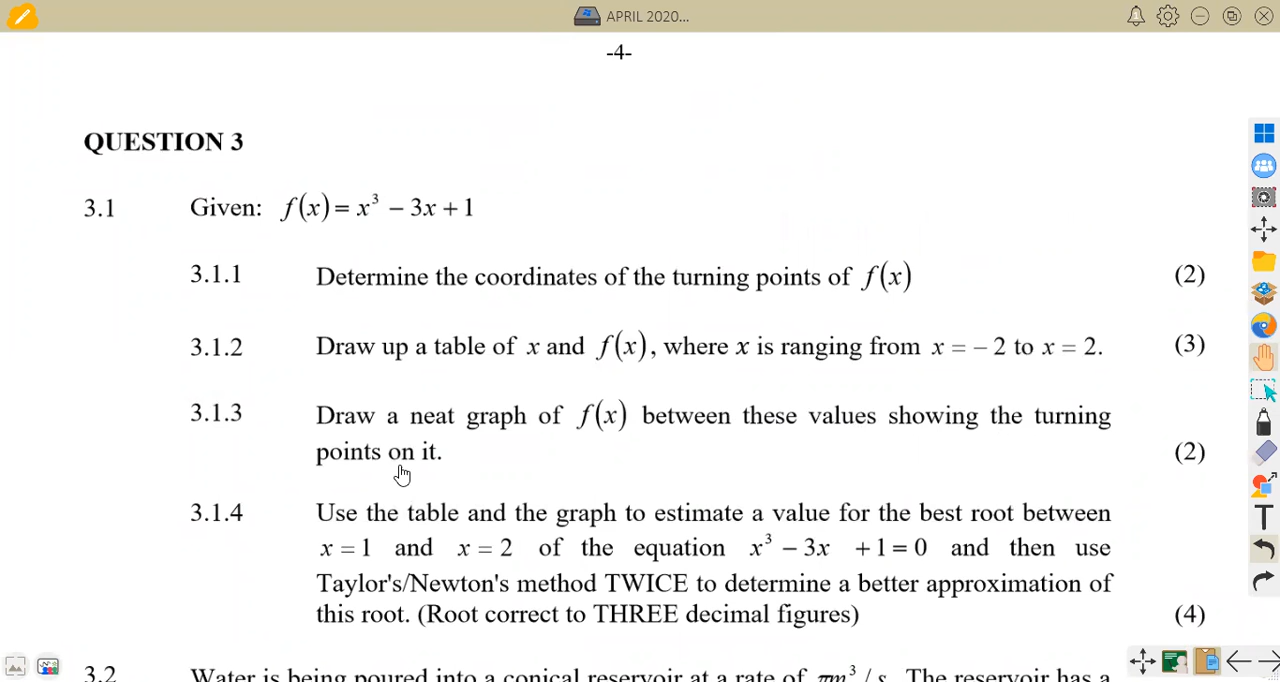 APRIL 2020...
-4-
QUESTION 3
3.1 Given: f(x) = x³ − 3x + 1
3.1.1 Determine the coordinates of the turning points of f(x) (2)
3.1.2 Draw up a table of x and f(x), where x is ranging from x = − 2 to x = 2. (3)
3.1.3 Draw a neat graph of f(x) between these values showing the turning
points on it. (2)
3.1.4 Use the table and the graph to estimate a value for the best root between
x = 1 and x = 2 of the equation x³ − 3x + 1 = 0 and then use
Taylor's/Newton's method TWICE to determine a better approximation of
this root. (Root correct to THREE decimal figures) (4)
3.2 Water is being poured into a conical reservoir at a rate of πm³ / s. The reservoir has a